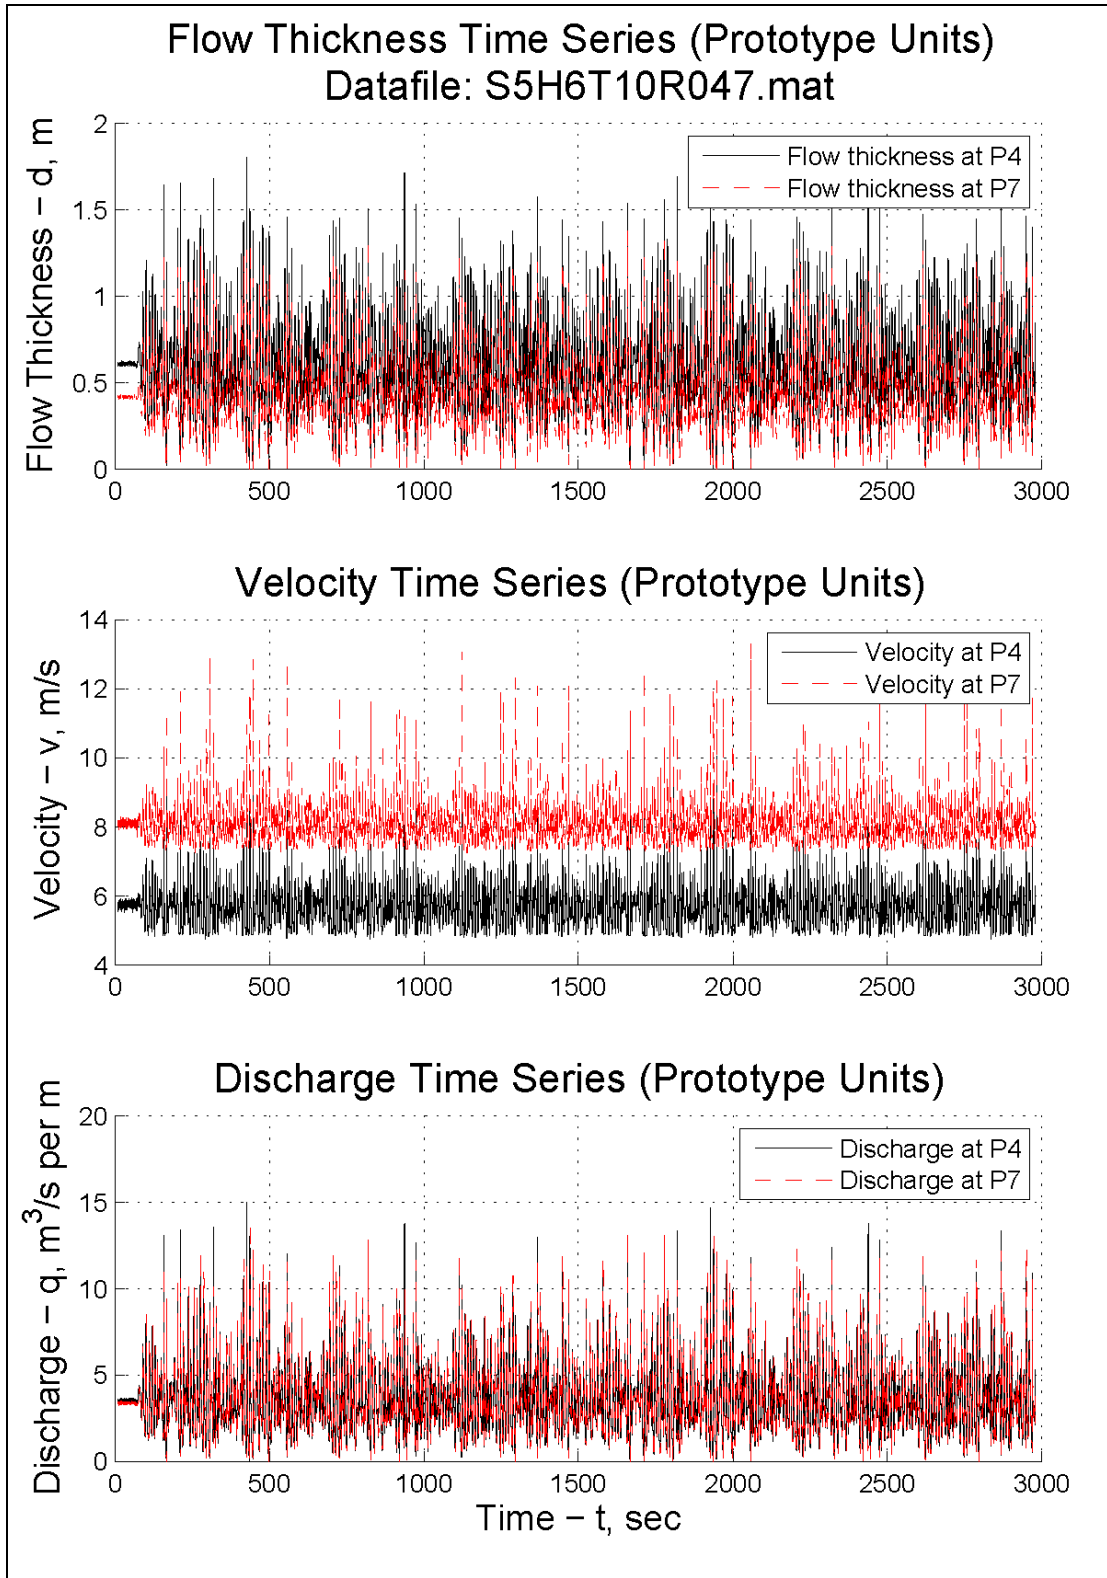 Flow Thickness Time Series (Prototype Units)
Datafile: S5H6T10R047.mat
Flow Thickness − d, m
2
1.5
1
0.5
0
Flow thickness at P4
Flow thickness at P7
0 500 1000 1500 2000 2500 3000
Velocity Time Series (Prototype Units)
Velocity − v, m/s
14
12
10
8
6
4
Velocity at P4
Velocity at P7
0 500 1000 1500 2000 2500 3000
Discharge Time Series (Prototype Units)
Discharge − q, m³/s per m
20
15
10
5
0
Discharge at P4
Discharge at P7
0 500 1000 1500 2000 2500 3000
Time − t, sec